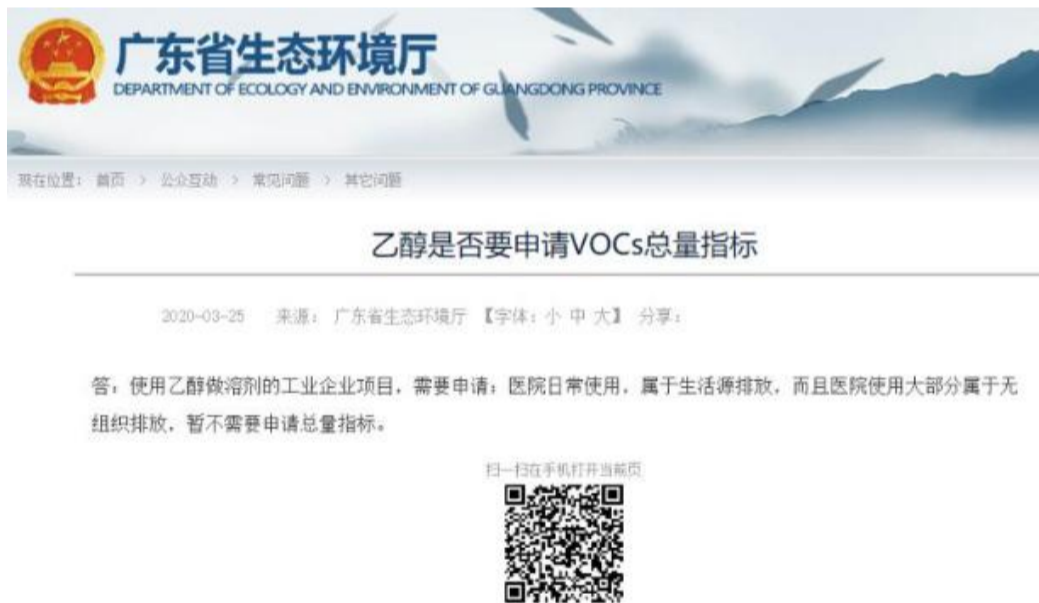 广东省生态环境厅
DEPARTMENT OF ECOLOGY AND ENVIRONMENT OF GUANGDONG PROVINCE
现在位置： 首页 > 公众互动 > 常见问题 > 其它问题
乙醇是否要申请VOCs总量指标
2020-03-25 来源： 广东省生态环境厅 【字体：小 中 大】 分享：
答：使用乙醇做溶剂的工业企业项目，需要申请；医院日常使用，属于生活源排放，而且医院使用大部分属于无
组织排放，暂不需要申请总量指标。
扫一扫在手机打开当前页